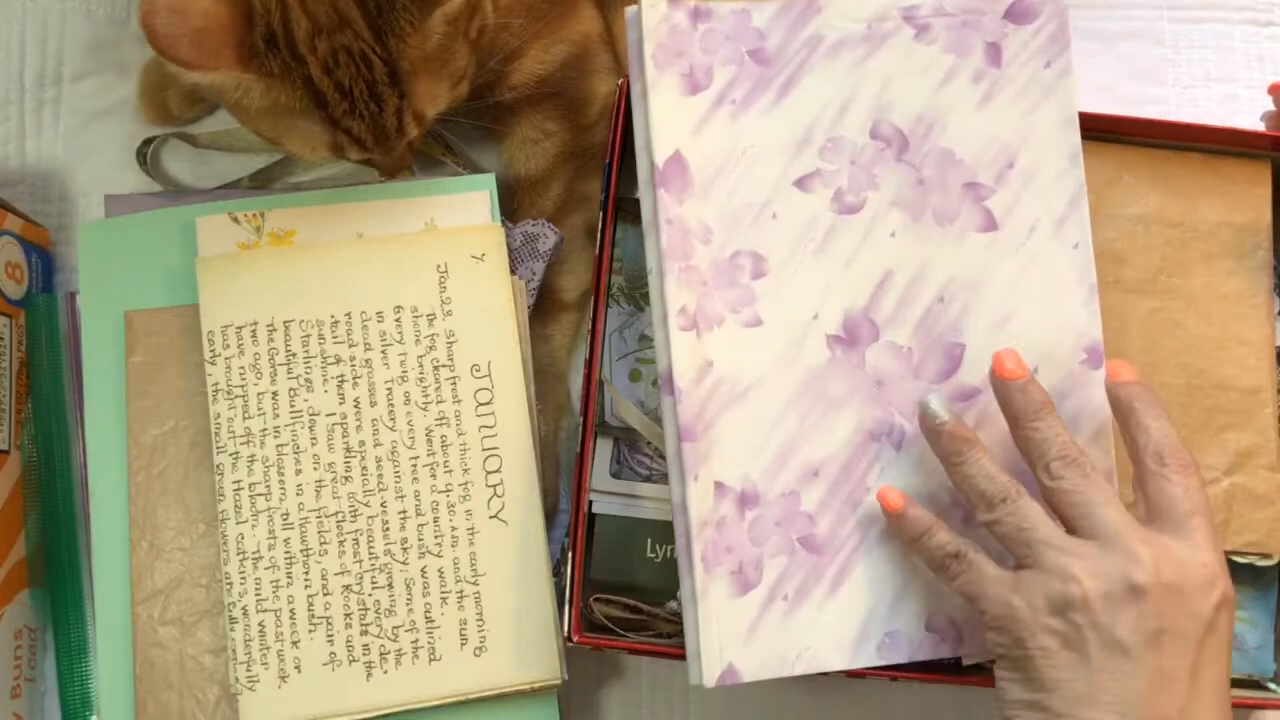 7.
JANUARY
Jan. 23. Sharp frost and thick fog in the early morning
The fog cleared off about 9.30. a.m. and the sun
shone brightly. Went for a country walk.
Every twig on every tree and bush was outlined
in silver tracery against the sky. Some of the
dead grasses and seed-vessels growing by the
road side were specially beautiful, every de-
tail of them sparkling with frost crystals in the
sunshine. I saw great flocks of Rooks and
Starlings, down on the fields, and a pair of
beautiful Bullfinches in a Hawthorn bush.
The Gorse was in blossom till within a week or
two ago, but the sharp frosts of the past week
have nipped off the bloom. The mild winter
has brought out the Hazel catkins, wonderfully
early, the small green flowers are fully
8
Buns
Iced
Lyn